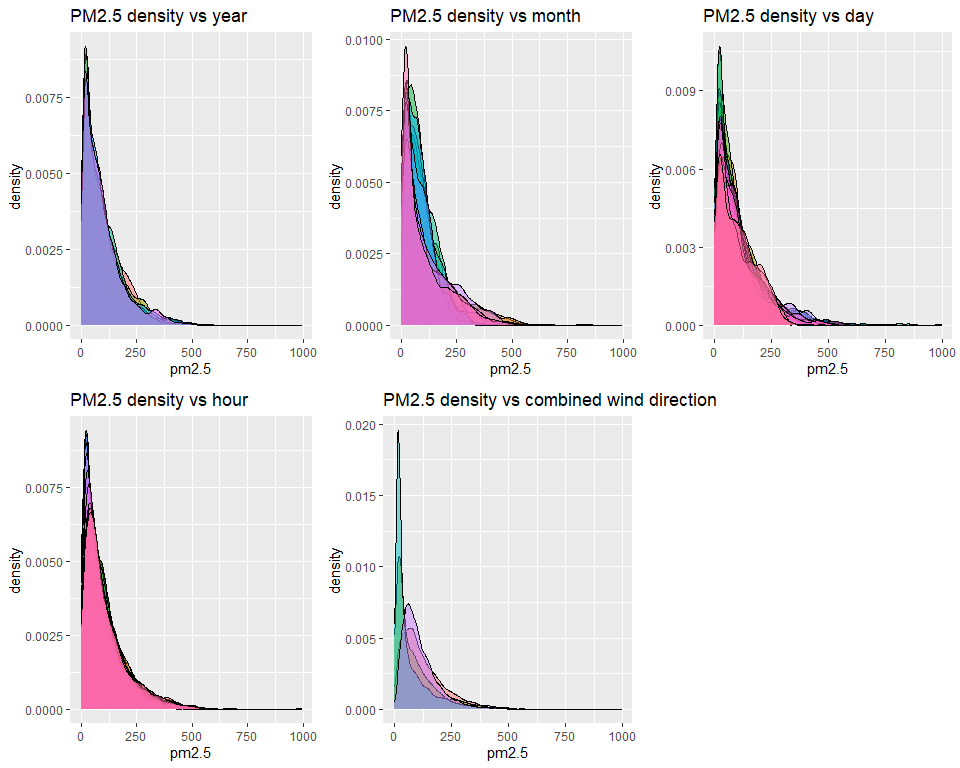 PM2.5 density vs year
density
0.0075
0.0050
0.0025
0.0000
0 250 500 750 1000
pm2.5
PM2.5 density vs month
density
0.0100
0.0075
0.0050
0.0025
0.0000
0 250 500 750 1000
pm2.5
PM2.5 density vs day
density
0.009
0.006
0.003
0.000
0 250 500 750 1000
pm2.5
PM2.5 density vs hour
density
0.0075
0.0050
0.0025
0.0000
0 250 500 750 1000
pm2.5
PM2.5 density vs combined wind direction
density
0.020
0.015
0.010
0.005
0.000
0 250 500 750 1000
pm2.5